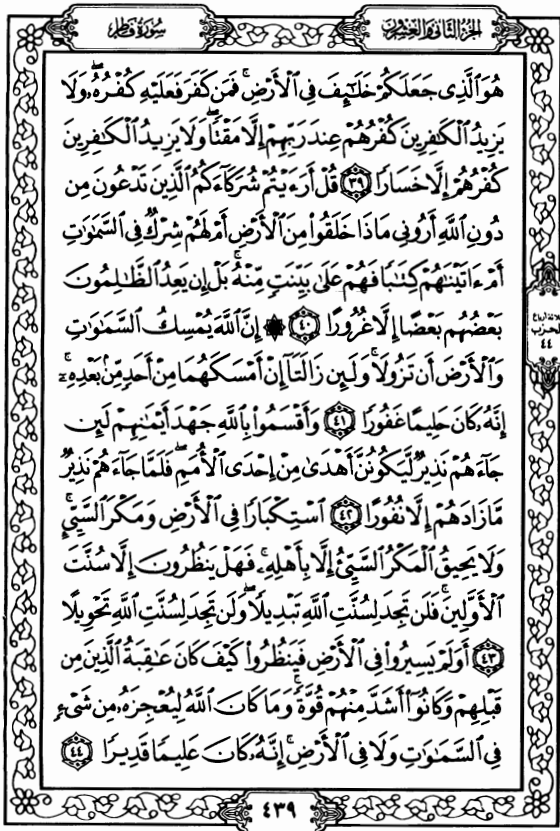 الجزء الثاني والعشرون
سورة فاطر
هُوَ ٱلَّذِى جَعَلَكُمْ خَلَٰٓئِفَ فِى ٱلْأَرْضِ ۚ فَمَن كَفَرَ فَعَلَيْهِ كُفْرُهُۥ ۖ وَلَا
يَزِيدُ ٱلْكَٰفِرِينَ كُفْرُهُمْ عِندَ رَبِّهِمْ إِلَّا مَقْتًا ۖ وَلَا يَزِيدُ ٱلْكَٰفِرِينَ
كُفْرُهُمْ إِلَّا خَسَارًا ٣٩ قُلْ أَرَءَيْتُمْ شُرَكَآءَكُمُ ٱلَّذِينَ تَدْعُونَ مِن
دُونِ ٱللَّهِ أَرُونِى مَاذَا خَلَقُوا۟ مِنَ ٱلْأَرْضِ أَمْ لَهُمْ شِرْكٌ فِى ٱلسَّمَٰوَٰتِ
أَمْ ءَاتَيْنَٰهُمْ كِتَٰبًا فَهُمْ عَلَىٰ بَيِّنَتٍ مِّنْهُ ۚ بَلْ إِن يَعِدُ ٱلظَّٰلِمُونَ
بَعْضُهُم بَعْضًا إِلَّا غُرُورًا ٤٠ ۞ إِنَّ ٱللَّهَ يُمْسِكُ ٱلسَّمَٰوَٰتِ
وَٱلْأَرْضَ أَن تَزُولَا ۚ وَلَئِن زَالَتَآ إِنْ أَمْسَكَهُمَا مِنْ أَحَدٍ مِّنۢ بَعْدِهِۦٓ ۚ
إِنَّهُۥ كَانَ حَلِيمًا غَفُورًا ٤١ وَأَقْسَمُوا۟ بِٱللَّهِ جَهْدَ أَيْمَٰنِهِمْ لَئِن
جَآءَهُمْ نَذِيرٌ لَّيَكُونُنَّ أَهْدَىٰ مِنْ إِحْدَى ٱلْأُمَمِ ۖ فَلَمَّا جَآءَهُمْ نَذِيرٌ
مَّا زَادَهُمْ إِلَّا نُفُورًا ٤٢ ٱسْتِكْبَارًا فِى ٱلْأَرْضِ وَمَكْرَ ٱلسَّيِّئِ ۚ
وَلَا يَحِيقُ ٱلْمَكْرُ ٱلسَّيِّئُ إِلَّا بِأَهْلِهِۦ ۚ فَهَلْ يَنظُرُونَ إِلَّا سُنَّتَ
ٱلْأَوَّلِينَ ۚ فَلَن تَجِدَ لِسُنَّتِ ٱللَّهِ تَبْدِيلًا ۖ وَلَن تَجِدَ لِسُنَّتِ ٱللَّهِ تَحْوِيلًا
٤٣ أَوَلَمْ يَسِيرُوا۟ فِى ٱلْأَرْضِ فَيَنظُرُوا۟ كَيْفَ كَانَ عَٰقِبَةُ ٱلَّذِينَ مِن
قَبْلِهِمْ وَكَانُوٓا۟ أَشَدَّ مِنْهُمْ قُوَّةً ۚ وَمَا كَانَ ٱللَّهُ لِيُعْجِزَهُۥ مِن شَىْءٍ
فِى ٱلسَّمَٰوَٰتِ وَلَا فِى ٱلْأَرْضِ ۚ إِنَّهُۥ كَانَ عَلِيمًا قَدِيرًا ٤٤
أرباع
الحزب
٤٤
٤٣٩